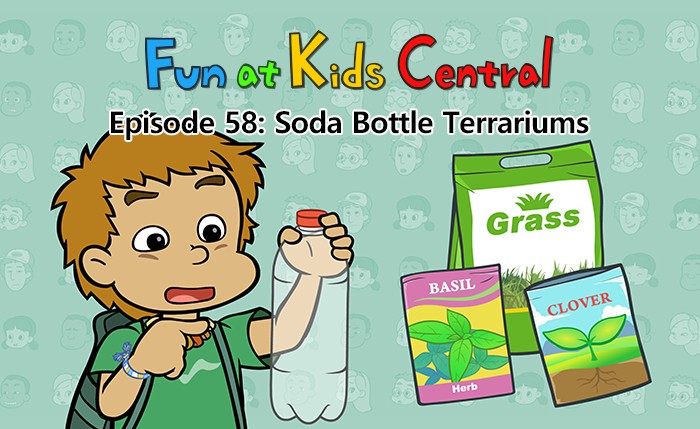 Fun at Kids Central
Episode 58: Soda Bottle Terrariums
Grass
BASIL
Herb
CLOVER